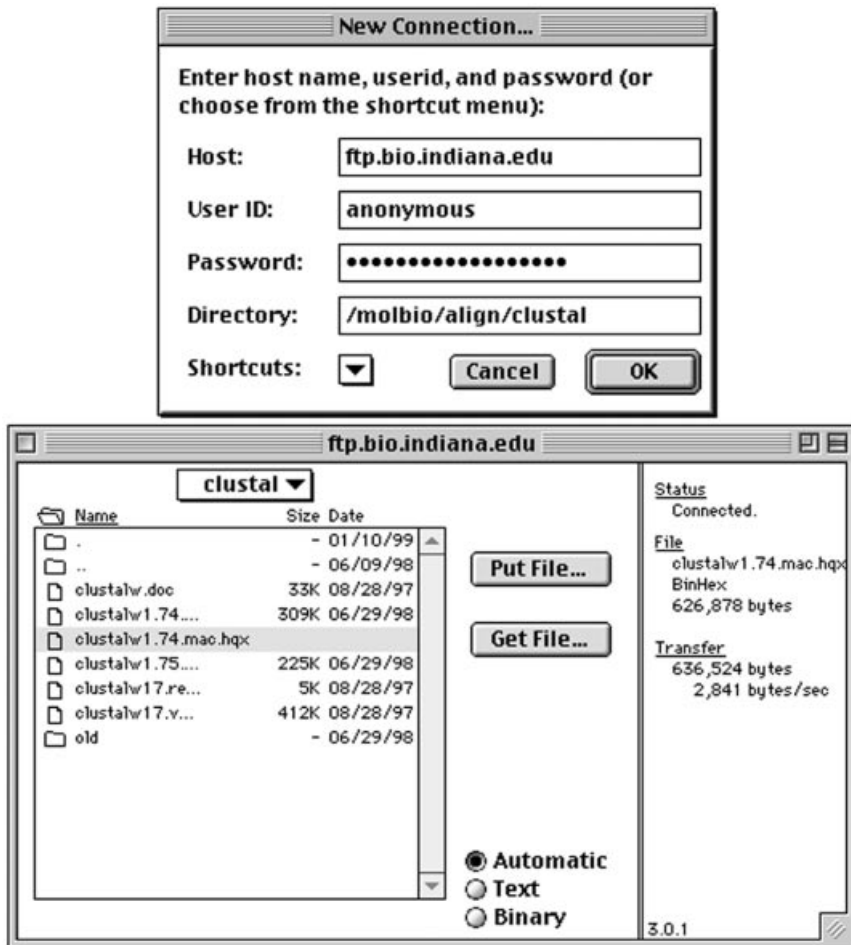 New Connection...
Enter host name, userid, and password (or
choose from the shortcut menu):
Host: ftp.bio.indiana.edu
User ID: anonymous
Password: ••••••••••••••••••
Directory: /molbio/align/clustal
Shortcuts: Cancel OK
ftp.bio.indiana.edu
clustal
Name Size Date
. - 01/10/99
.. - 06/09/98
clustalw.doc 33K 08/28/97
clustalw1.74.... 309K 06/29/98
clustalw1.74.mac.hqx
clustalw1.75.... 225K 06/29/98
clustalw17.re... 5K 08/28/97
clustalw17.v... 412K 08/28/97
old - 06/29/98
Put File...
Get File...
Automatic
Text
Binary
Status
Connected.
File
clustalw1.74.mac.hqx
BinHex
626,878 bytes
Transfer
636,524 bytes
2,841 bytes/sec
3.0.1